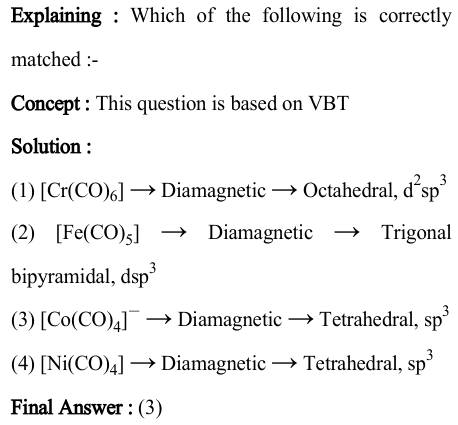 Explaining : Which of the following is correctly
matched :-
Concept : This question is based on VBT
Solution :
(1) [Cr(CO)₆] → Diamagnetic → Octahedral, d²sp³
(2) [Fe(CO)₅] → Diamagnetic → Trigonal
bipyramidal, dsp³
(3) [Co(CO)₄]⁻ → Diamagnetic → Tetrahedral, sp³
(4) [Ni(CO)₄] → Diamagnetic → Tetrahedral, sp³
Final Answer : (3)